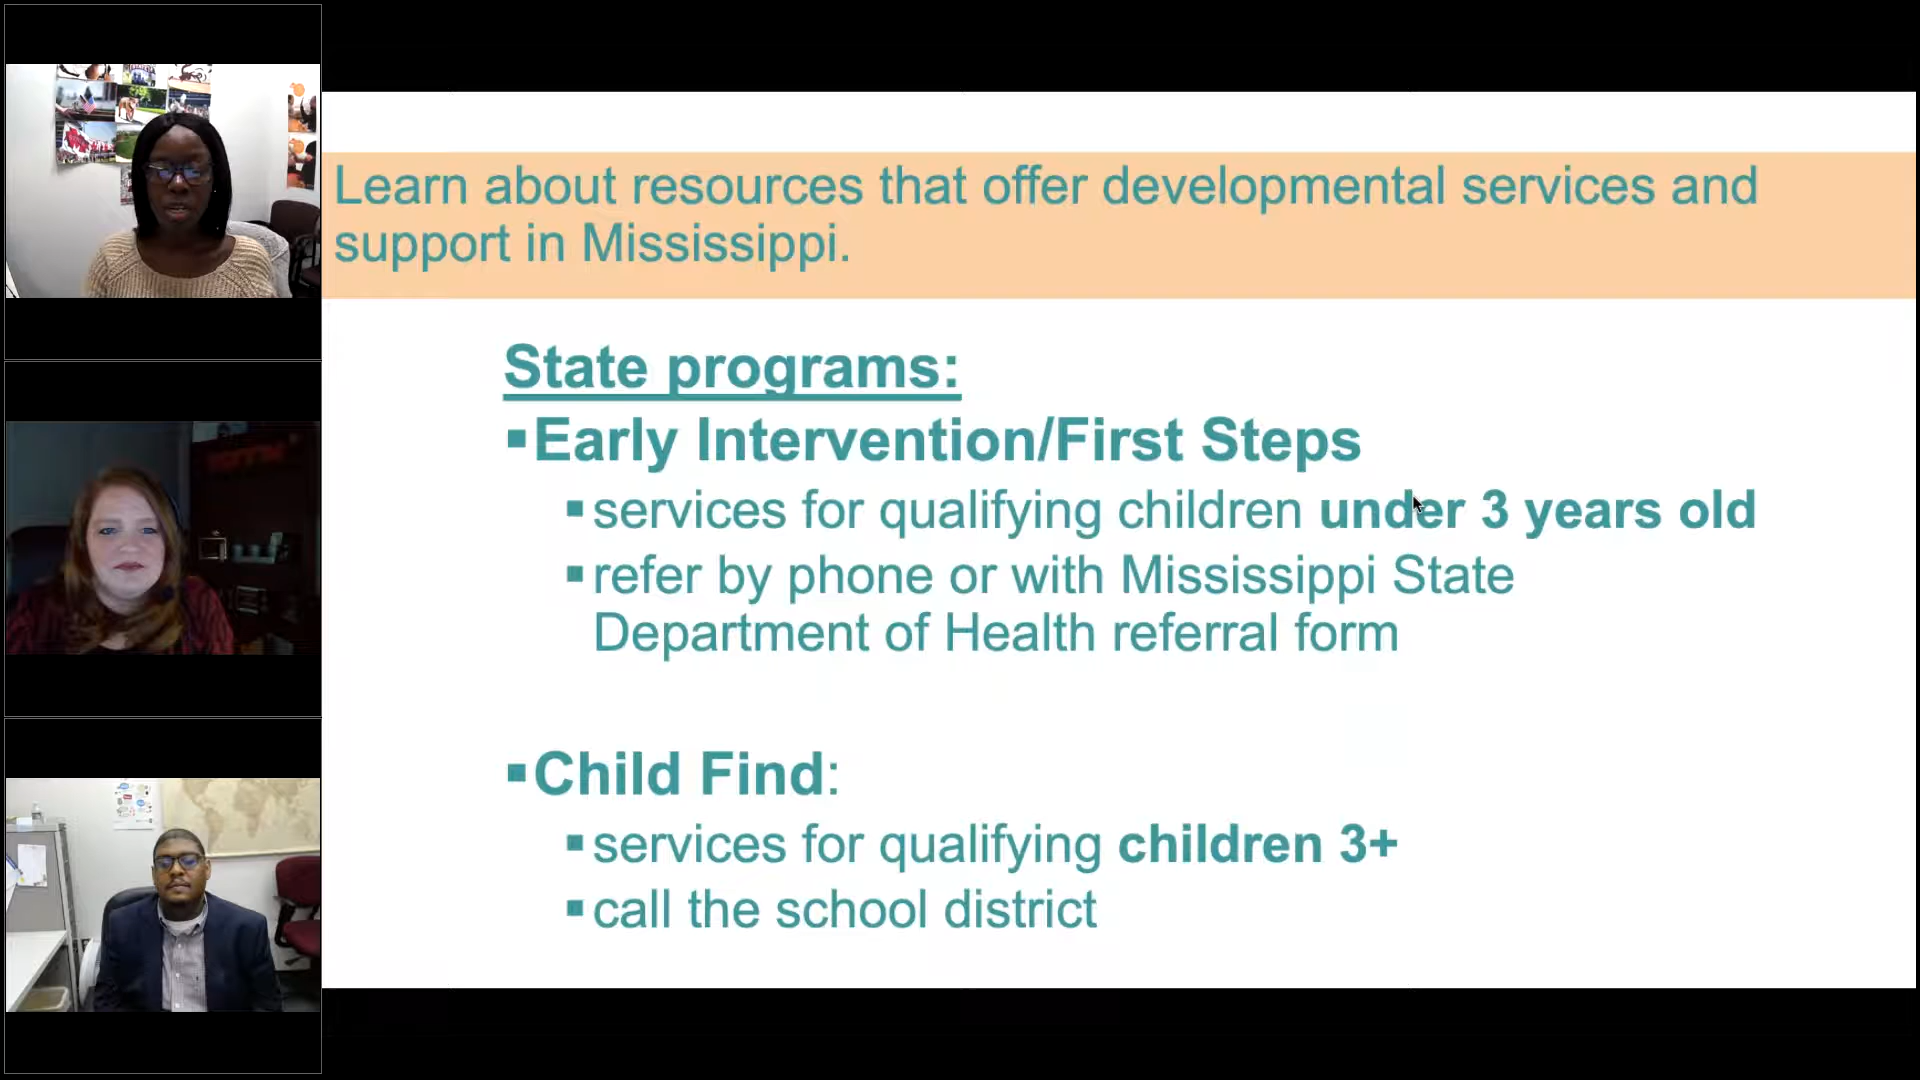 Learn about resources that offer developmental services and
support in Mississippi.
State programs:
▪Early Intervention/First Steps
▪services for qualifying children under 3 years old
▪refer by phone or with Mississippi State
Department of Health referral form
▪Child Find:
▪services for qualifying children 3+
▪call the school district